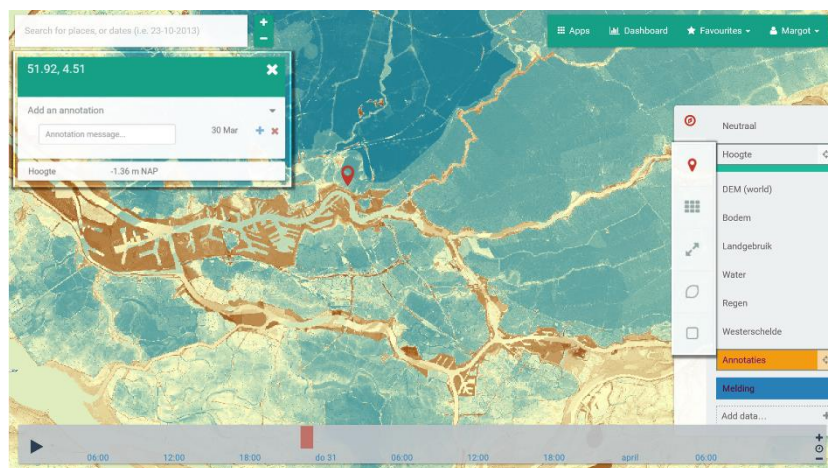 Search for places, or dates (i.e. 23-10-2013)
+
−
Apps Dashboard Favourites Margot
51.92, 4.51
Add an annotation
Annotation message... 30 Mar
Hoogte -1.36 m NAP
Neutraal
Hoogte
DEM (world)
Bodem
Landgebruik
Water
Regen
Westerschelde
Annotaties
Melding
Add data... +
06:00 12:00 18:00 do 31 06:00 12:00 18:00 april 06:00